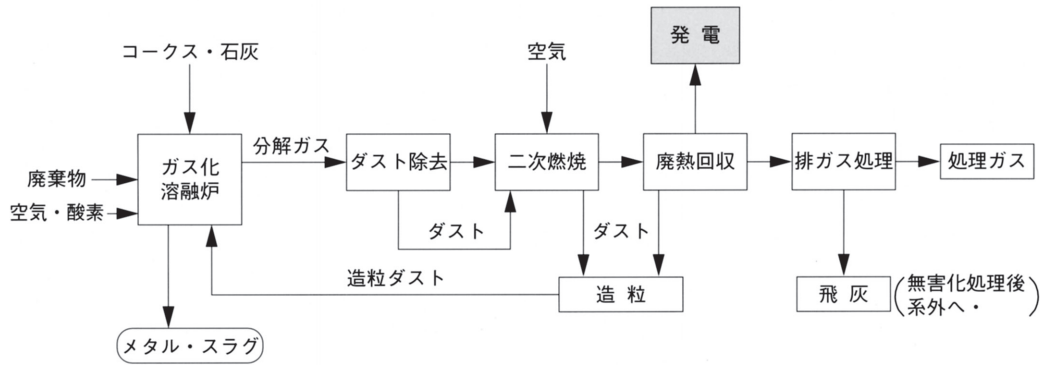 発電
コークス・石灰
空気
分解ガス
ガス化
溶融炉
ダスト除去
二次燃焼
廃熱回収
排ガス処理
処理ガス
廃棄物
空気・酸素
ダスト
ダスト
造粒ダスト
造粒
飛灰
(無害化処理後
系外へ・)
メタル・スラグ